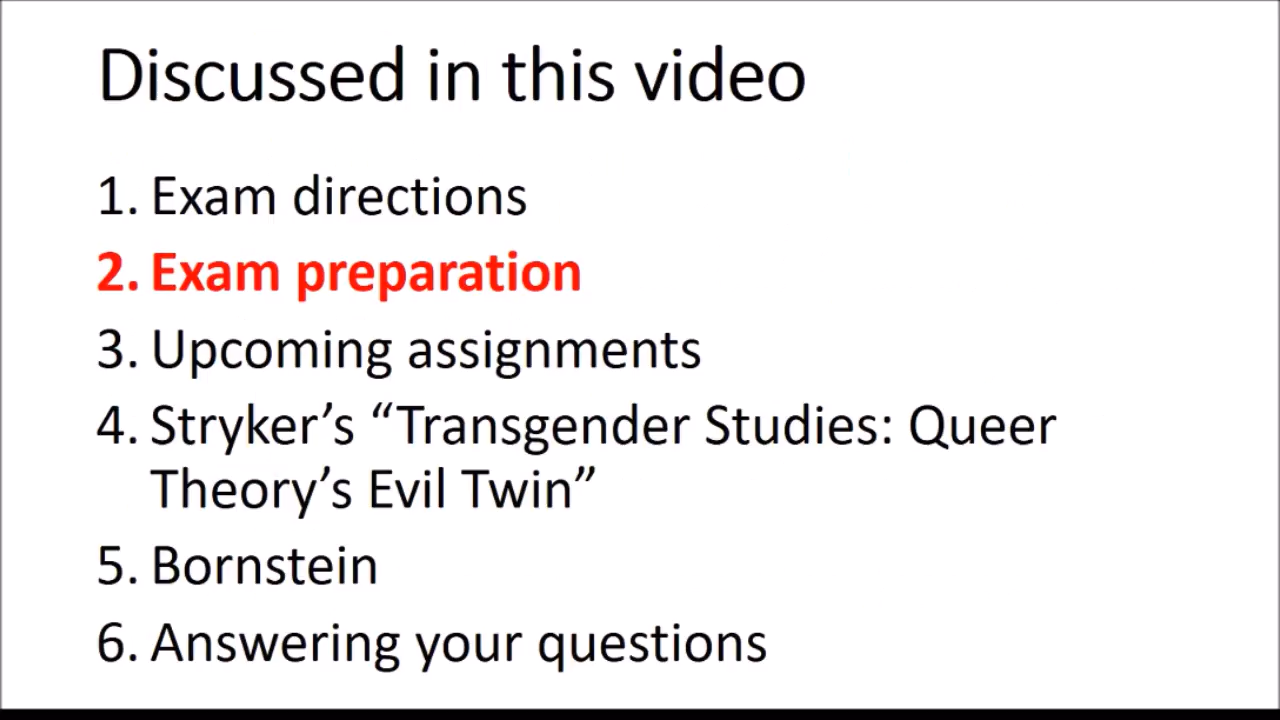 Discussed in this video
1. Exam directions
2. Exam preparation
3. Upcoming assignments
4. Stryker’s “Transgender Studies: Queer
Theory’s Evil Twin”
5. Bornstein
6. Answering your questions